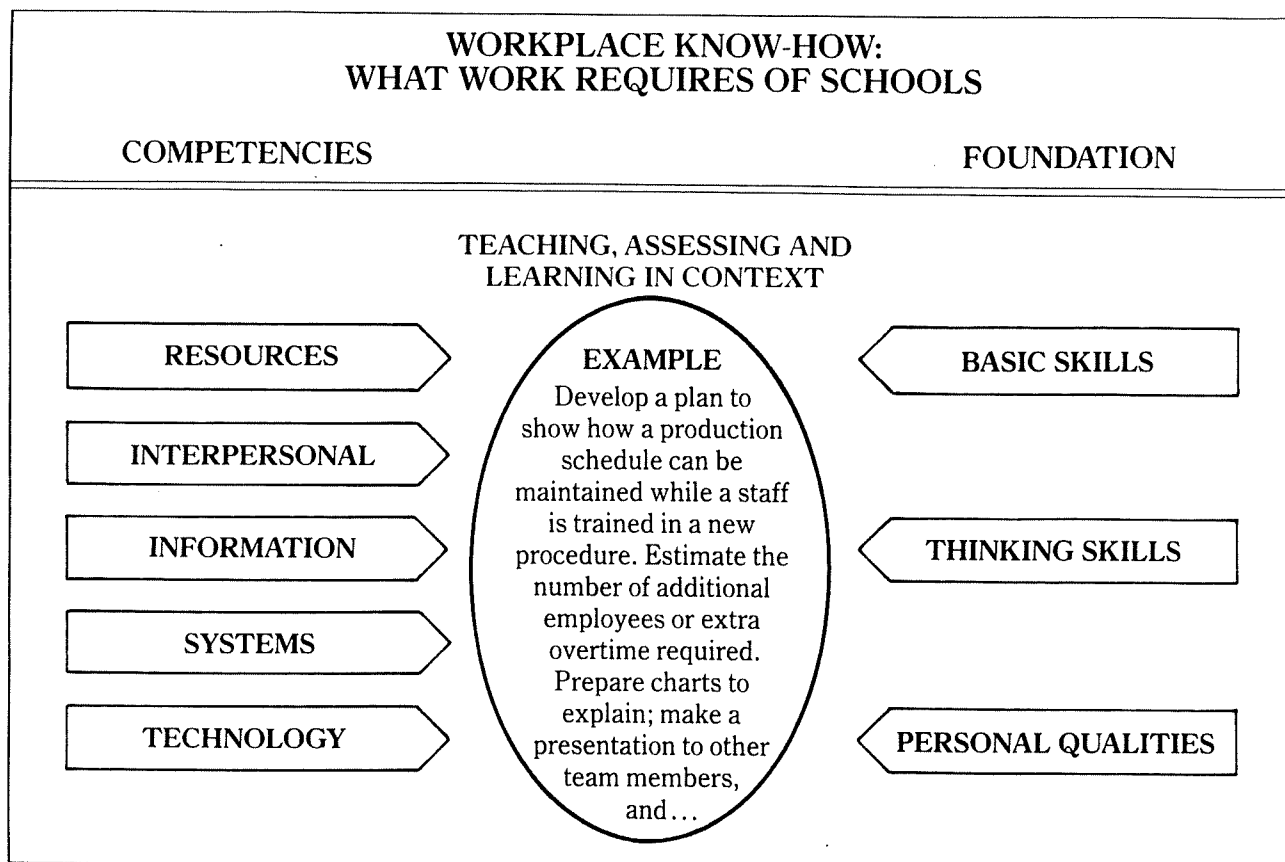 WORKPLACE KNOW-HOW:
WHAT WORK REQUIRES OF SCHOOLS
COMPETENCIES
FOUNDATION
TEACHING, ASSESSING AND
LEARNING IN CONTEXT
RESOURCES
INTERPERSONAL
INFORMATION
SYSTEMS
TECHNOLOGY
EXAMPLE
Develop a plan to
show how a production
schedule can be
maintained while a staff
is trained in a new
procedure. Estimate the
number of additional
employees or extra
overtime required.
Prepare charts to
explain; make a
presentation to other
team members,
and...
BASIC SKILLS
THINKING SKILLS
PERSONAL QUALITIES